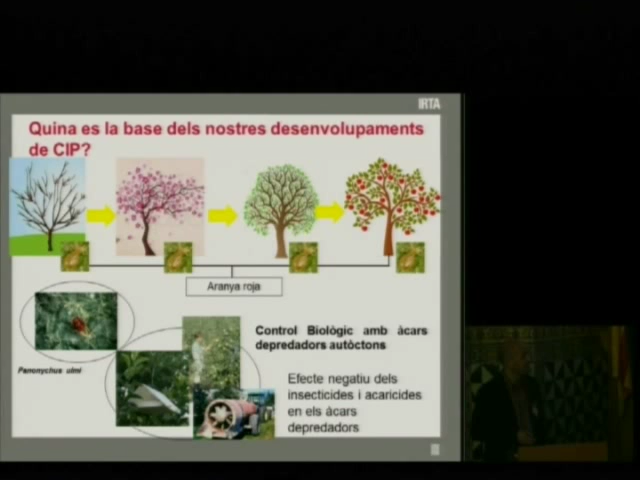 IRTA
Quina es la base dels nostres desenvolupaments
de CIP?
Aranya roja
Panonychus ulmi
Control Biològic amb àcars
depredadors autòctons
Efecte negatiu dels
insecticides i acaricides
en els àcars
depredadors